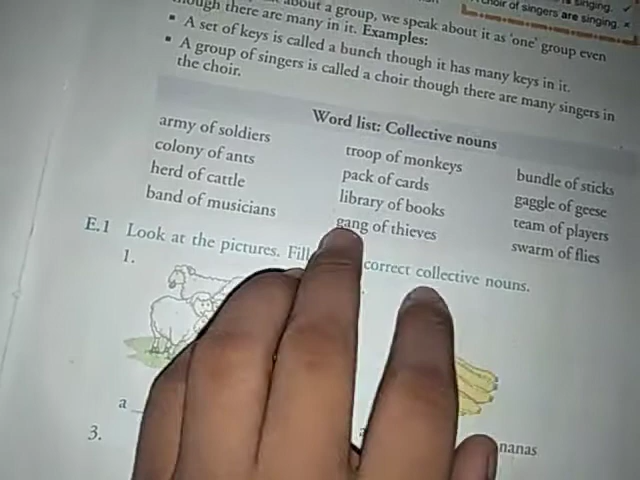 singing.
choir of singers are singing. ×
about a group, we speak about it as 'one' group even
though there are many in it. Examples:
▪ A set of keys is called a bunch though it has many keys in it.
▪ A group of singers is called a choir though there are many singers in
the choir.
Word list: Collective nouns
army of soldiers
colony of ants
herd of cattle
band of musicians
troop of monkeys
pack of cards
library of books
gang of thieves
bundle of sticks
gaggle of geese
team of players
swarm of flies
E.1 Look at the pictures. Fill correct collective nouns.
1.
a
nanas
3.